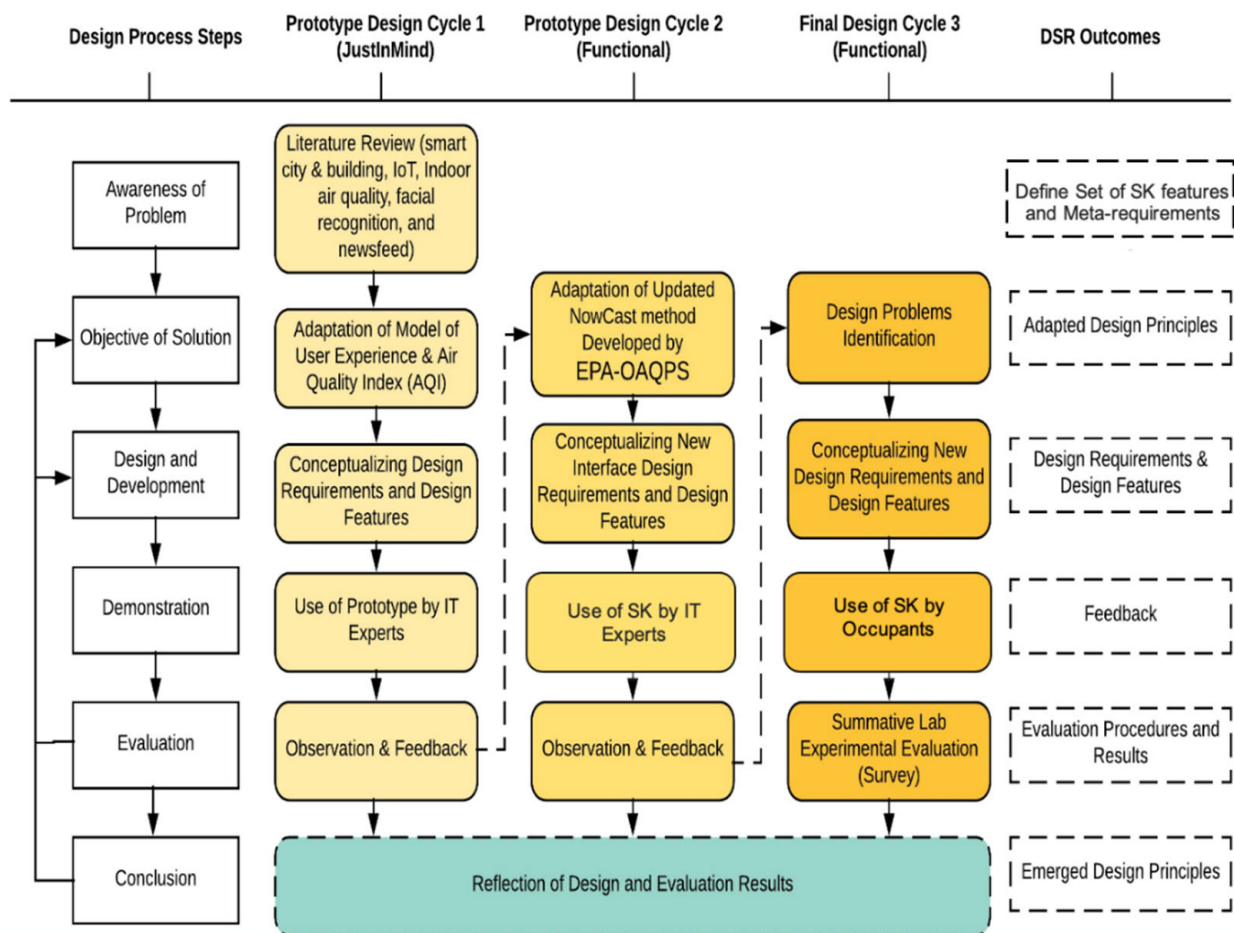 Design Process Steps
Prototype Design Cycle 1
(JustInMind)
Prototype Design Cycle 2
(Functional)
Final Design Cycle 3
(Functional)
DSR Outcomes
Awareness of
Problem
Literature Review (smart
city & building, IoT, Indoor
air quality, facial
recognition, and
newsfeed)
Define Set of SK features
and Meta-requirements
Objective of Solution
Adaptation of Model of
User Experience & Air
Quality Index (AQI)
Adaptation of Updated
NowCast method
Developed by
EPA-OAQPS
Design Problems
Identification
Adapted Design Principles
Design and
Development
Conceptualizing Design
Requirements and Design
Features
Conceptualizing New
Interface Design
Requirements and Design
Features
Conceptualizing New
Design Requirements and
Design Features
Design Requirements &
Design Features
Demonstration
Use of Prototype by IT
Experts
Use of SK by IT
Experts
Use of SK by
Occupants
Feedback
Evaluation
Observation & Feedback
Observation & Feedback
Summative Lab
Experimental Evaluation
(Survey)
Evaluation Procedures and
Results
Conclusion
Reflection of Design and Evaluation Results
Emerged Design Principles